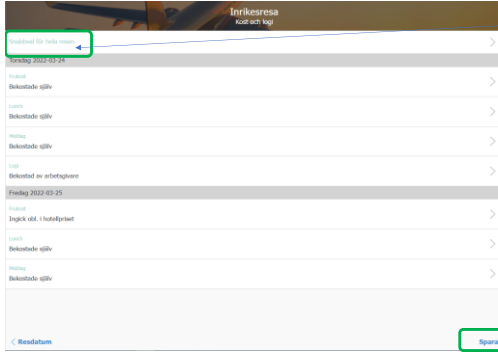 Inrikesresa
Kost och logi
Snabbval för hela resan
Torsdag 2022-03-24
Frukost
Bekostade själv
Lunch
Bekostade själv
Middag
Bekostade själv
Logi
Bekostad av arbetsgivare
Fredag 2022-03-25
Frukost
Ingick obl. i hotellpriset
Lunch
Bekostade själv
Middag
Bekostade själv
Resdatum
Spara